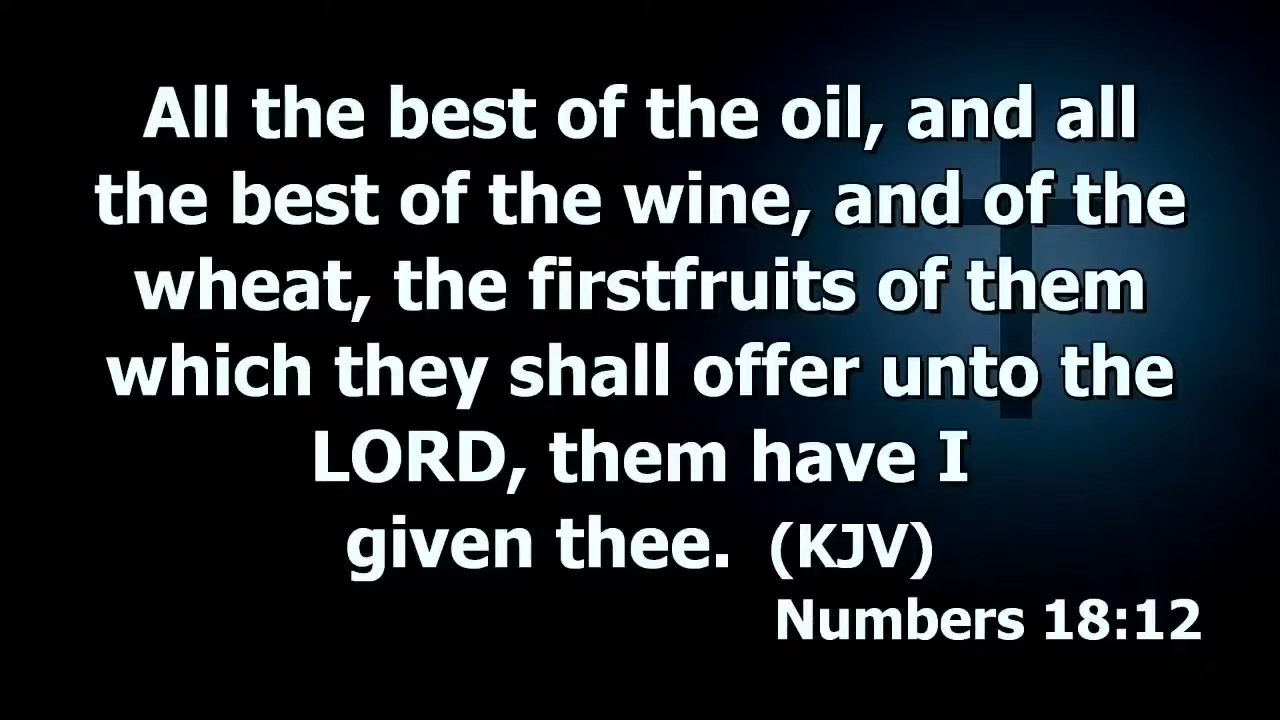 All the best of the oil, and all
the best of the wine, and of the
wheat, the firstfruits of them
which they shall offer unto the
LORD, them have I
given thee. (KJV)
Numbers 18:12